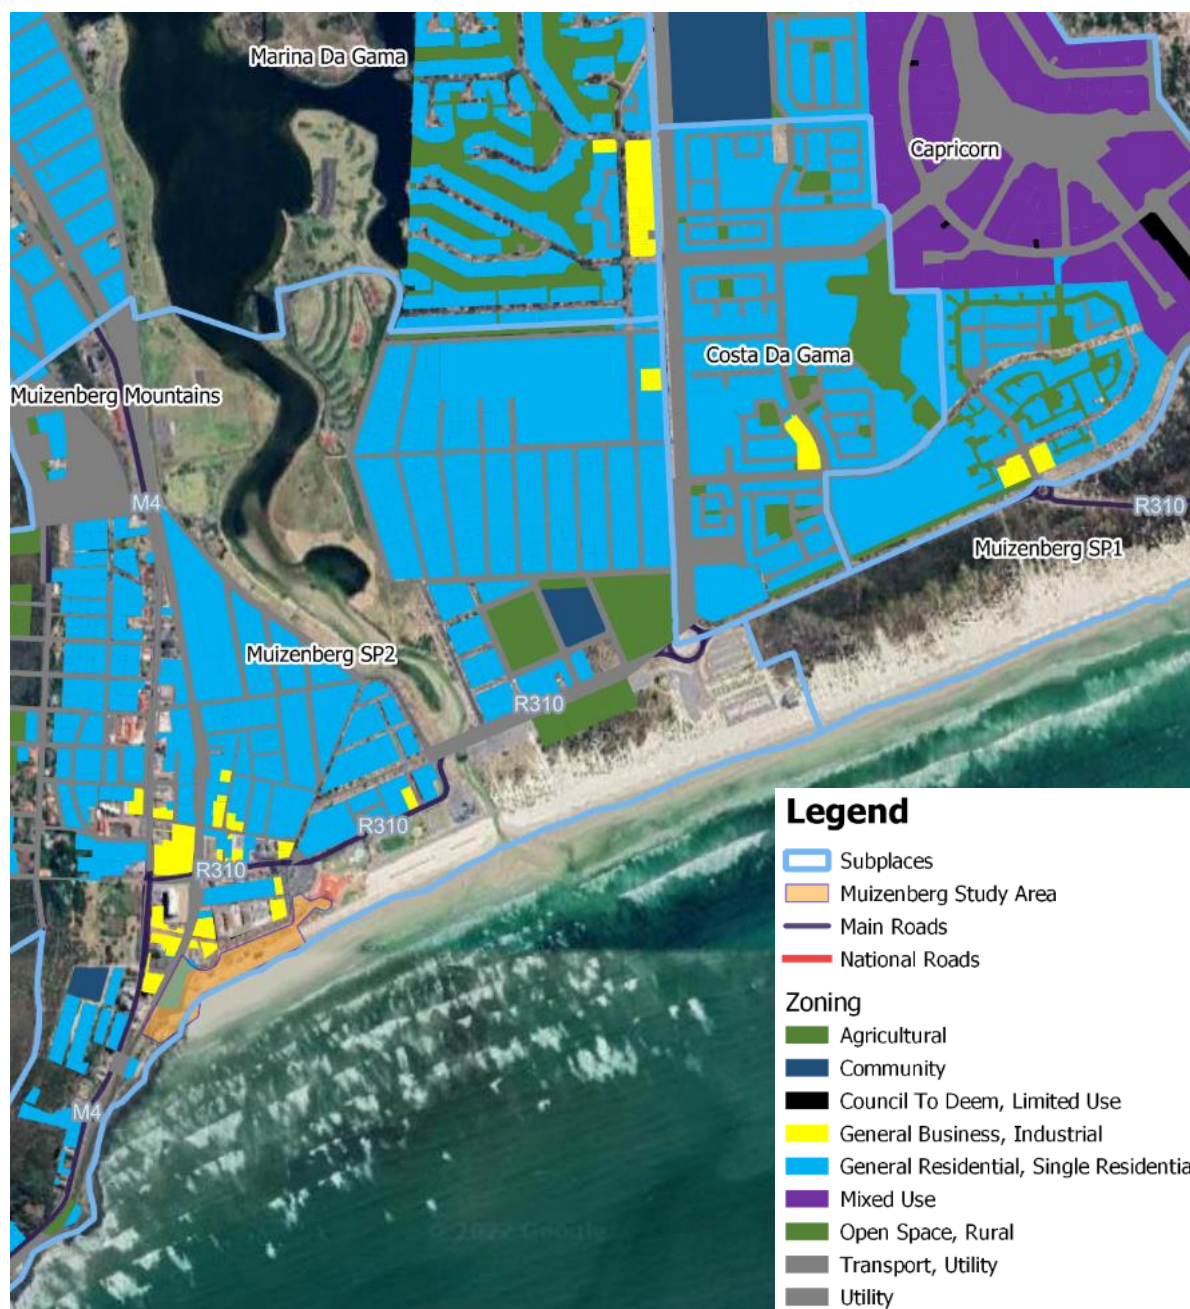 Marina Da Gama
Capricorn
Costa Da Gama
Muizenberg Mountains
M4
R310
Muizenberg SP1
Muizenberg SP2
R310
R310
R310
M4
Legend
Subplaces
Muizenberg Study Area
Main Roads
National Roads
Zoning
Agricultural
Community
Council To Deem, Limited Use
General Business, Industrial
General Residential, Single Residentia
Mixed Use
Open Space, Rural
Transport, Utility
Utility